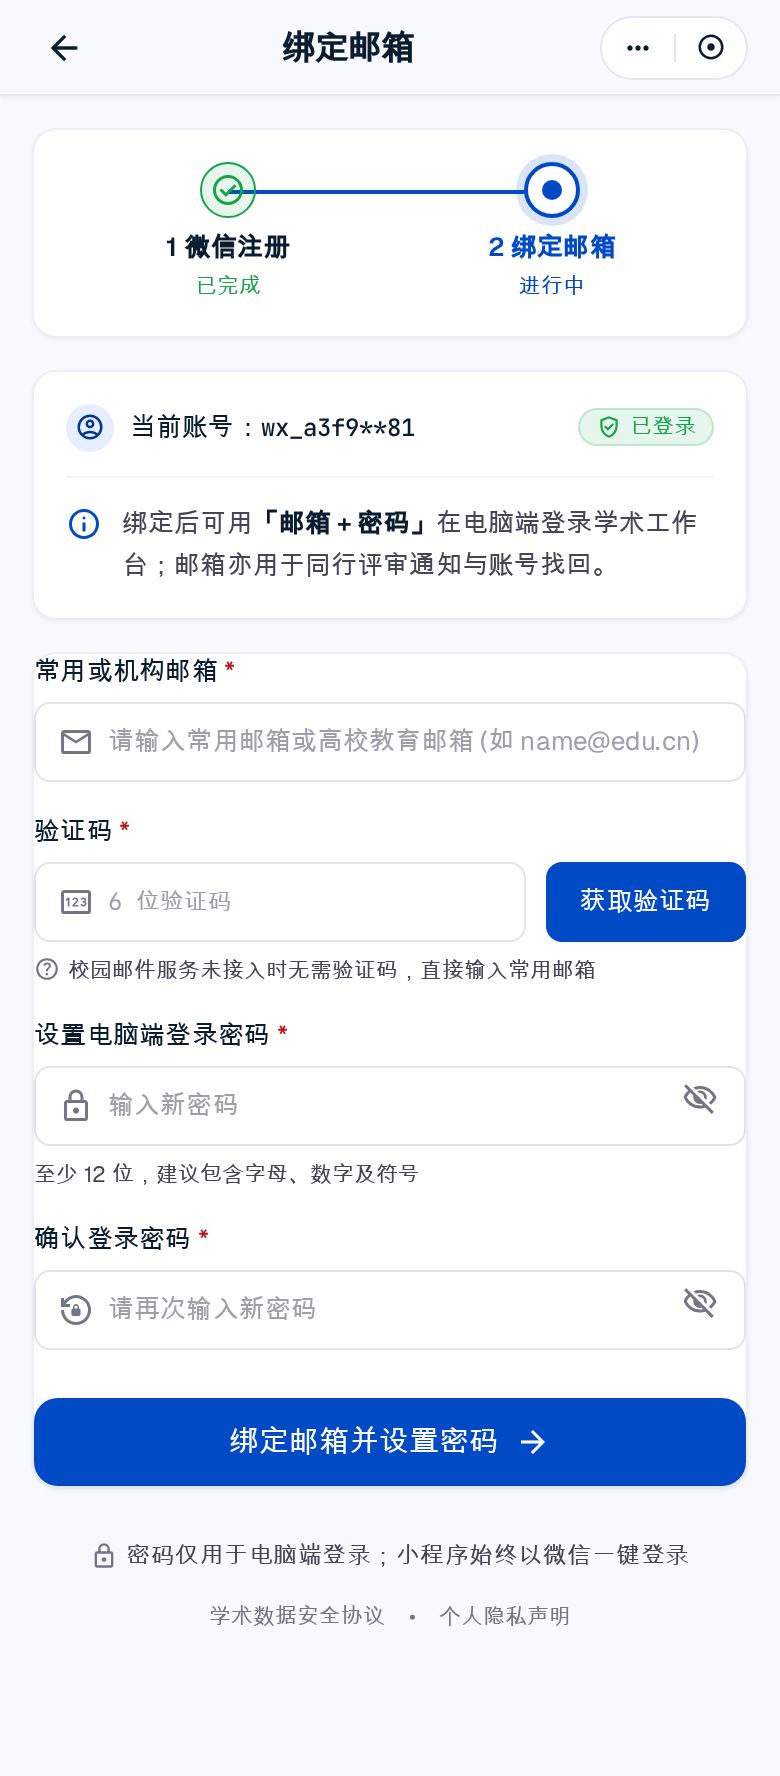 绑定邮箱
1 微信注册
2 绑定邮箱
已完成
进行中
当前账号：wx_a3f9**81
已登录
绑定后可用「邮箱 + 密码」在电脑端登录学术工作
台；邮箱亦用于同行评审通知与账号找回。
常用或机构邮箱 *
请输入常用邮箱或高校教育邮箱 (如 name@edu.cn)
验证码 *
123
6 位验证码
获取验证码
校园邮件服务未接入时无需验证码，直接输入常用邮箱
设置电脑端登录密码 *
输入新密码
至少 12 位，建议包含字母、数字及符号
确认登录密码 *
请再次输入新密码
绑定邮箱并设置密码 →
密码仅用于电脑端登录；小程序始终以微信一键登录
学术数据安全协议 • 个人隐私声明